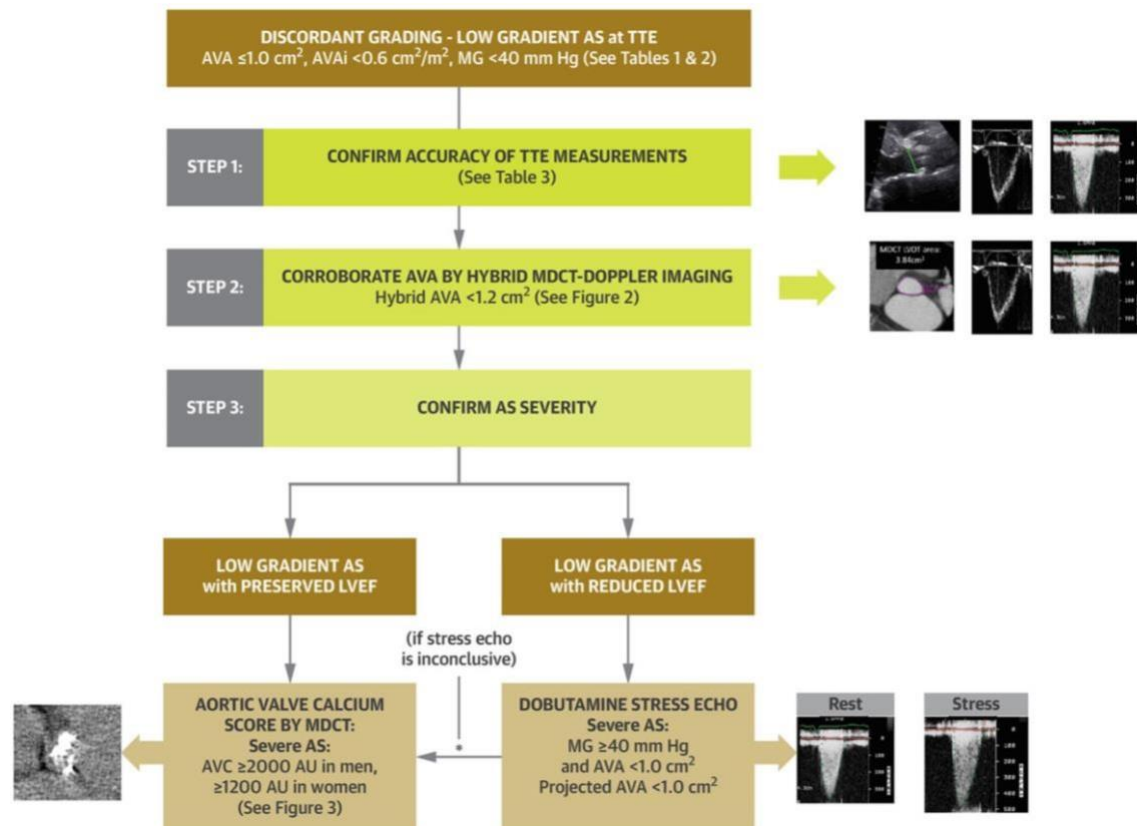 DISCORDANT GRADING - LOW GRADIENT AS at TTE
AVA ≤1.0 cm², AVAi <0.6 cm²/m², MG <40 mm Hg (See Tables 1 & 2)
STEP 1:
CONFIRM ACCURACY OF TTE MEASUREMENTS
(See Table 3)
STEP 2:
CORROBORATE AVA BY HYBRID MDCT-DOPPLER IMAGING
Hybrid AVA <1.2 cm² (See Figure 2)
MDCT LVOT area:
3.84cm²
STEP 3:
CONFIRM AS SEVERITY
LOW GRADIENT AS
with PRESERVED LVEF
LOW GRADIENT AS
with REDUCED LVEF
(if stress echo
is inconclusive)
AORTIC VALVE CALCIUM
SCORE BY MDCT:
Severe AS:
AVC ≥2000 AU in men,
≥1200 AU in women
(See Figure 3)
DOBUTAMINE STRESS ECHO
Severe AS:
MG ≥40 mm Hg
and AVA <1.0 cm²
Projected AVA <1.0 cm²
Rest
Stress